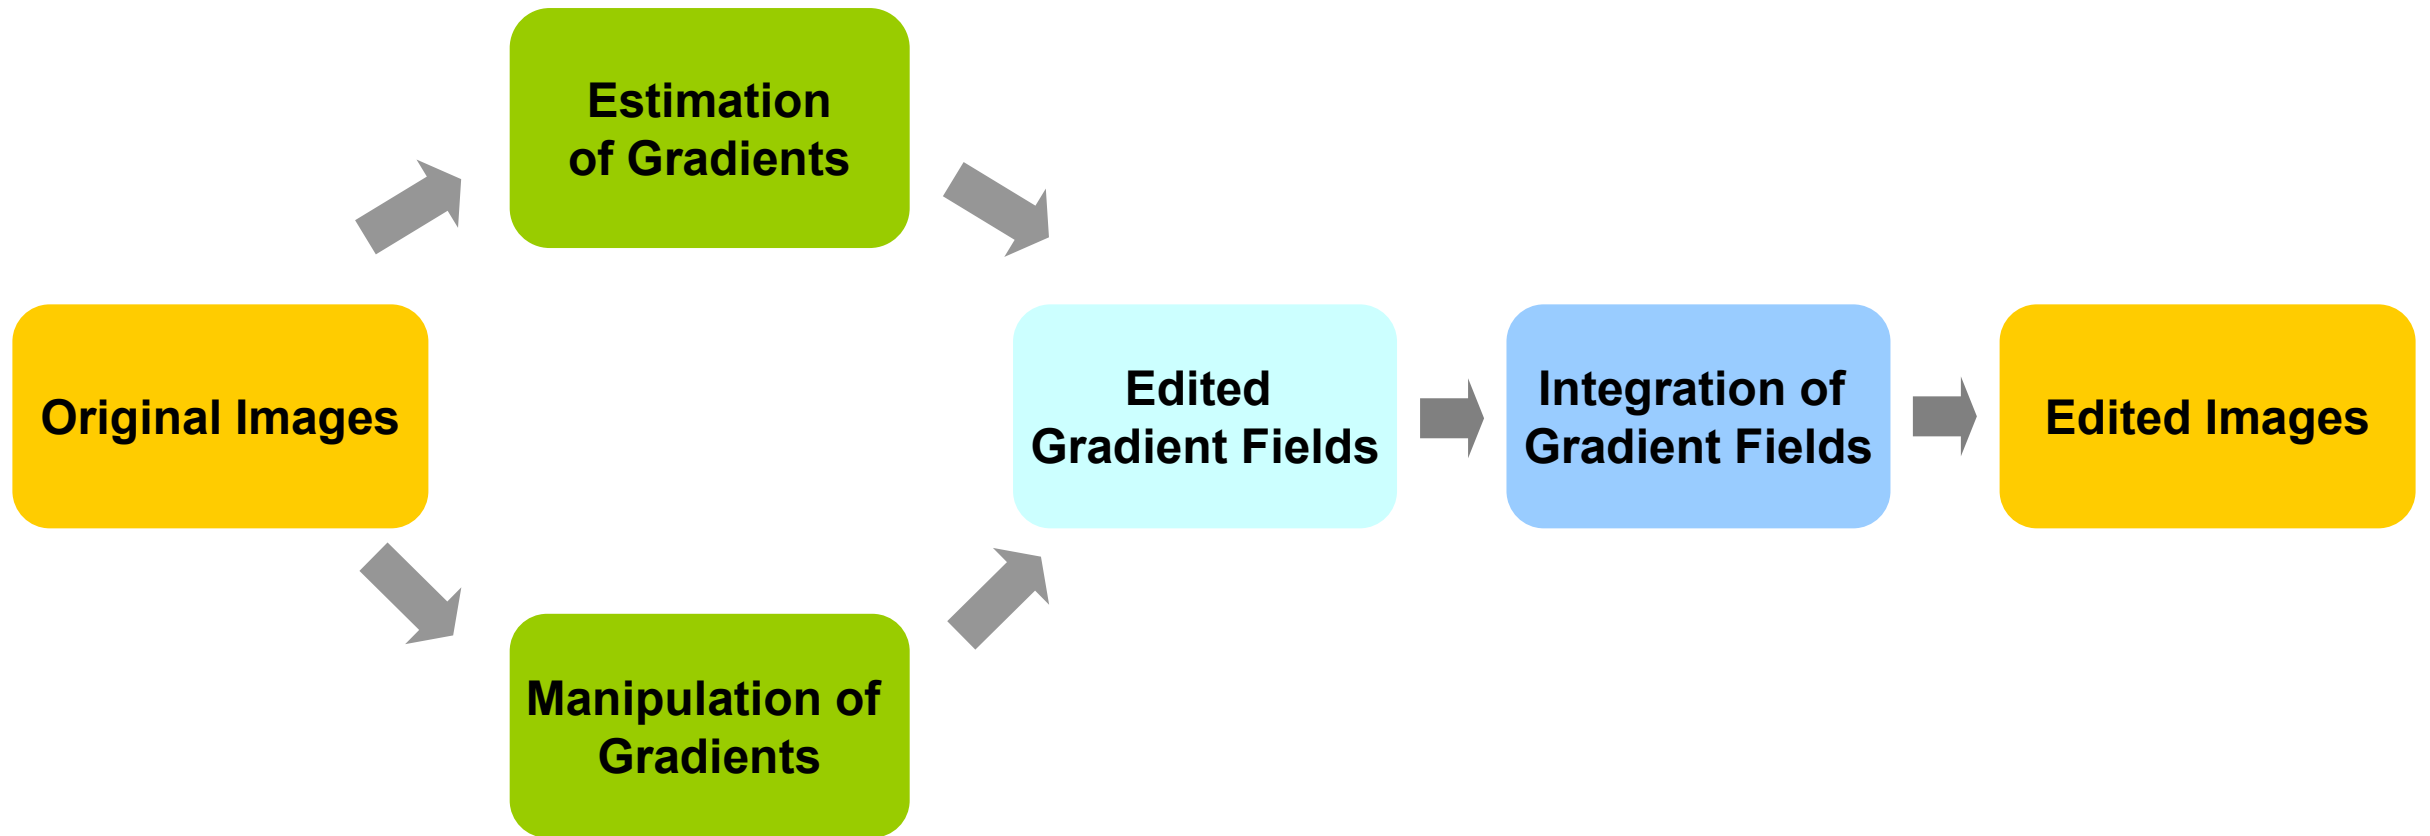 Estimation
of Gradients
Original Images
Edited
Gradient Fields
Integration of
Gradient Fields
Edited Images
Manipulation of
Gradients